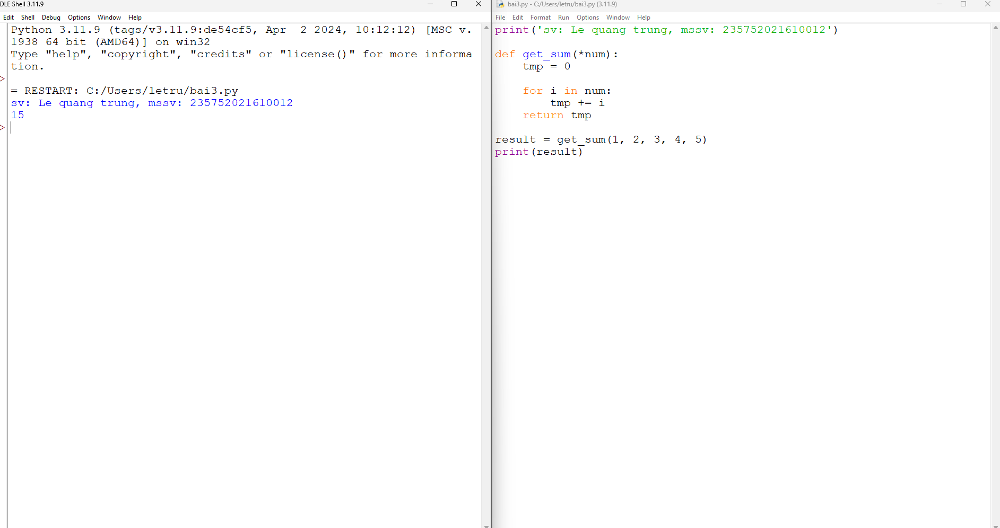 DLE Shell 3.11.9
Edit Shell Debug Options Window Help
Python 3.11.9 (tags/v3.11.9:de54cf5, Apr  2 2024, 10:12:12) [MSC v.
1938 64 bit (AMD64)] on win32
Type "help", "copyright", "credits" or "license()" for more informa
tion.
>
= RESTART: C:/Users/letru/bai3.py
sv: Le quang trung, mssv: 235752021610012
15
>
bai3.py - C:/Users/letru/bai3.py (3.11.9)
File Edit Format Run Options Window Help
print('sv: Le quang trung, mssv: 235752021610012')
def get_sum(*num):
    tmp = 0
    for i in num:
        tmp += i
    return tmp
result = get_sum(1, 2, 3, 4, 5)
print(result)